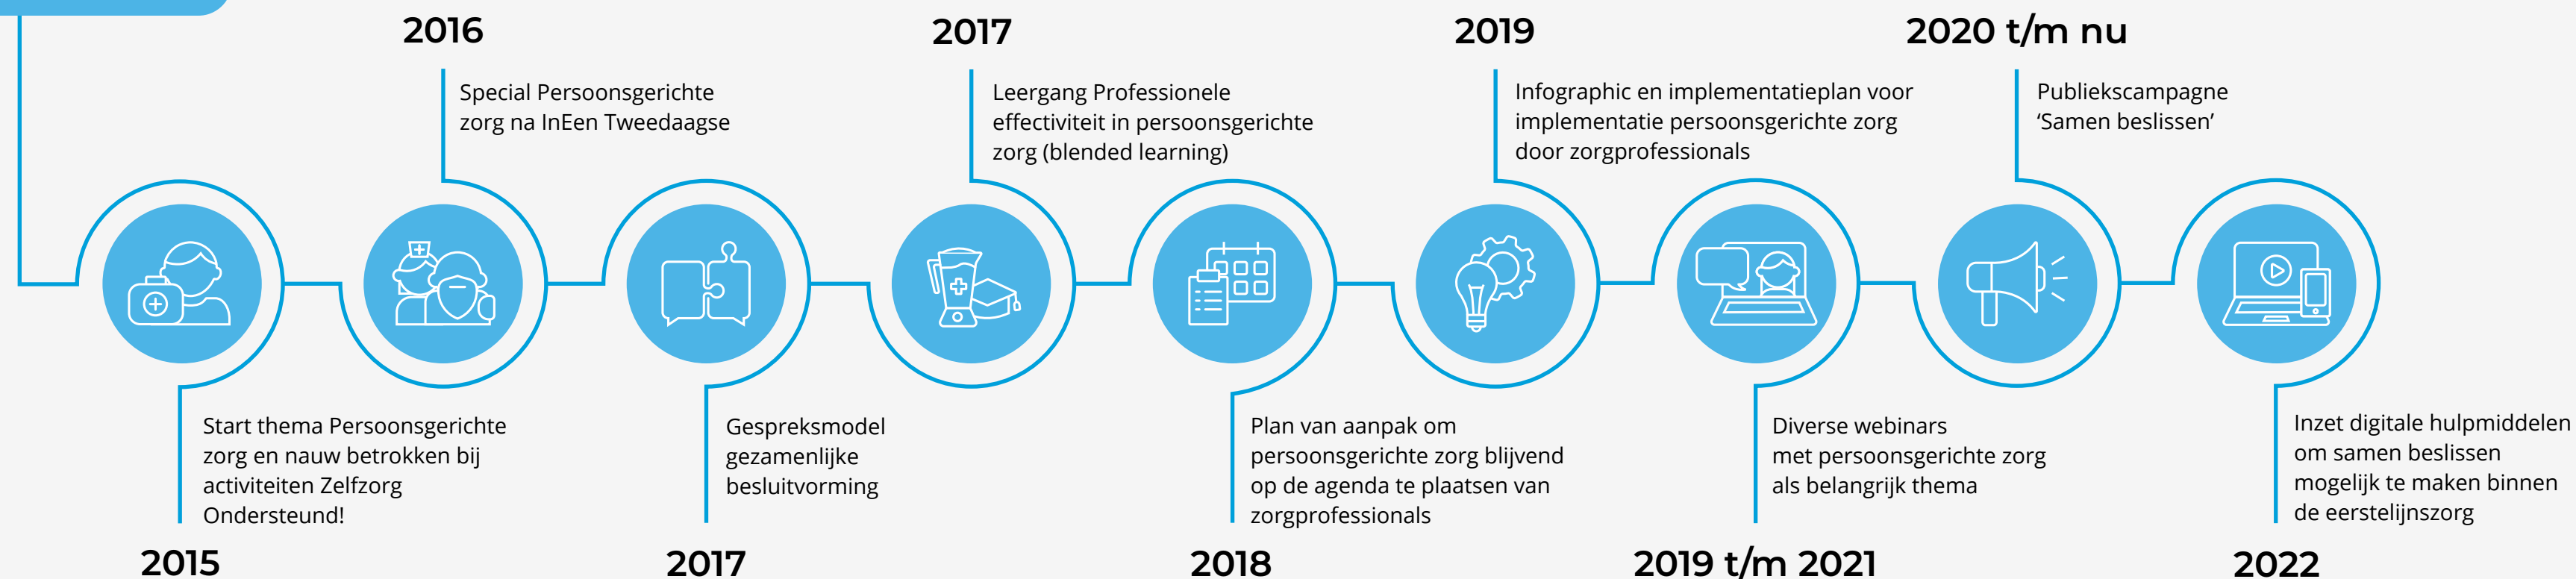 2015
Start thema Persoonsgerichte
zorg en nauw betrokken bij
activiteiten Zelfzorg
Ondersteund!
2016
Special Persoonsgerichte
zorg na InEen Tweedaagse
2017
Gespreksmodel
gezamenlijke
besluitvorming
2017
Leergang Professionele
effectiviteit in persoonsgerichte
zorg (blended learning)
2018
Plan van aanpak om
persoonsgerichte zorg blijvend
op de agenda te plaatsen van
zorgprofessionals
2019
Infographic en implementatieplan voor
implementatie persoonsgerichte zorg
door zorgprofessionals
2019 t/m 2021
Diverse webinars
met persoonsgerichte zorg
als belangrijk thema
2020 t/m nu
Publiekscampagne
‘Samen beslissen’
2022
Inzet digitale hulpmiddelen
om samen beslissen
mogelijk te maken binnen
de eerstelijnszorg